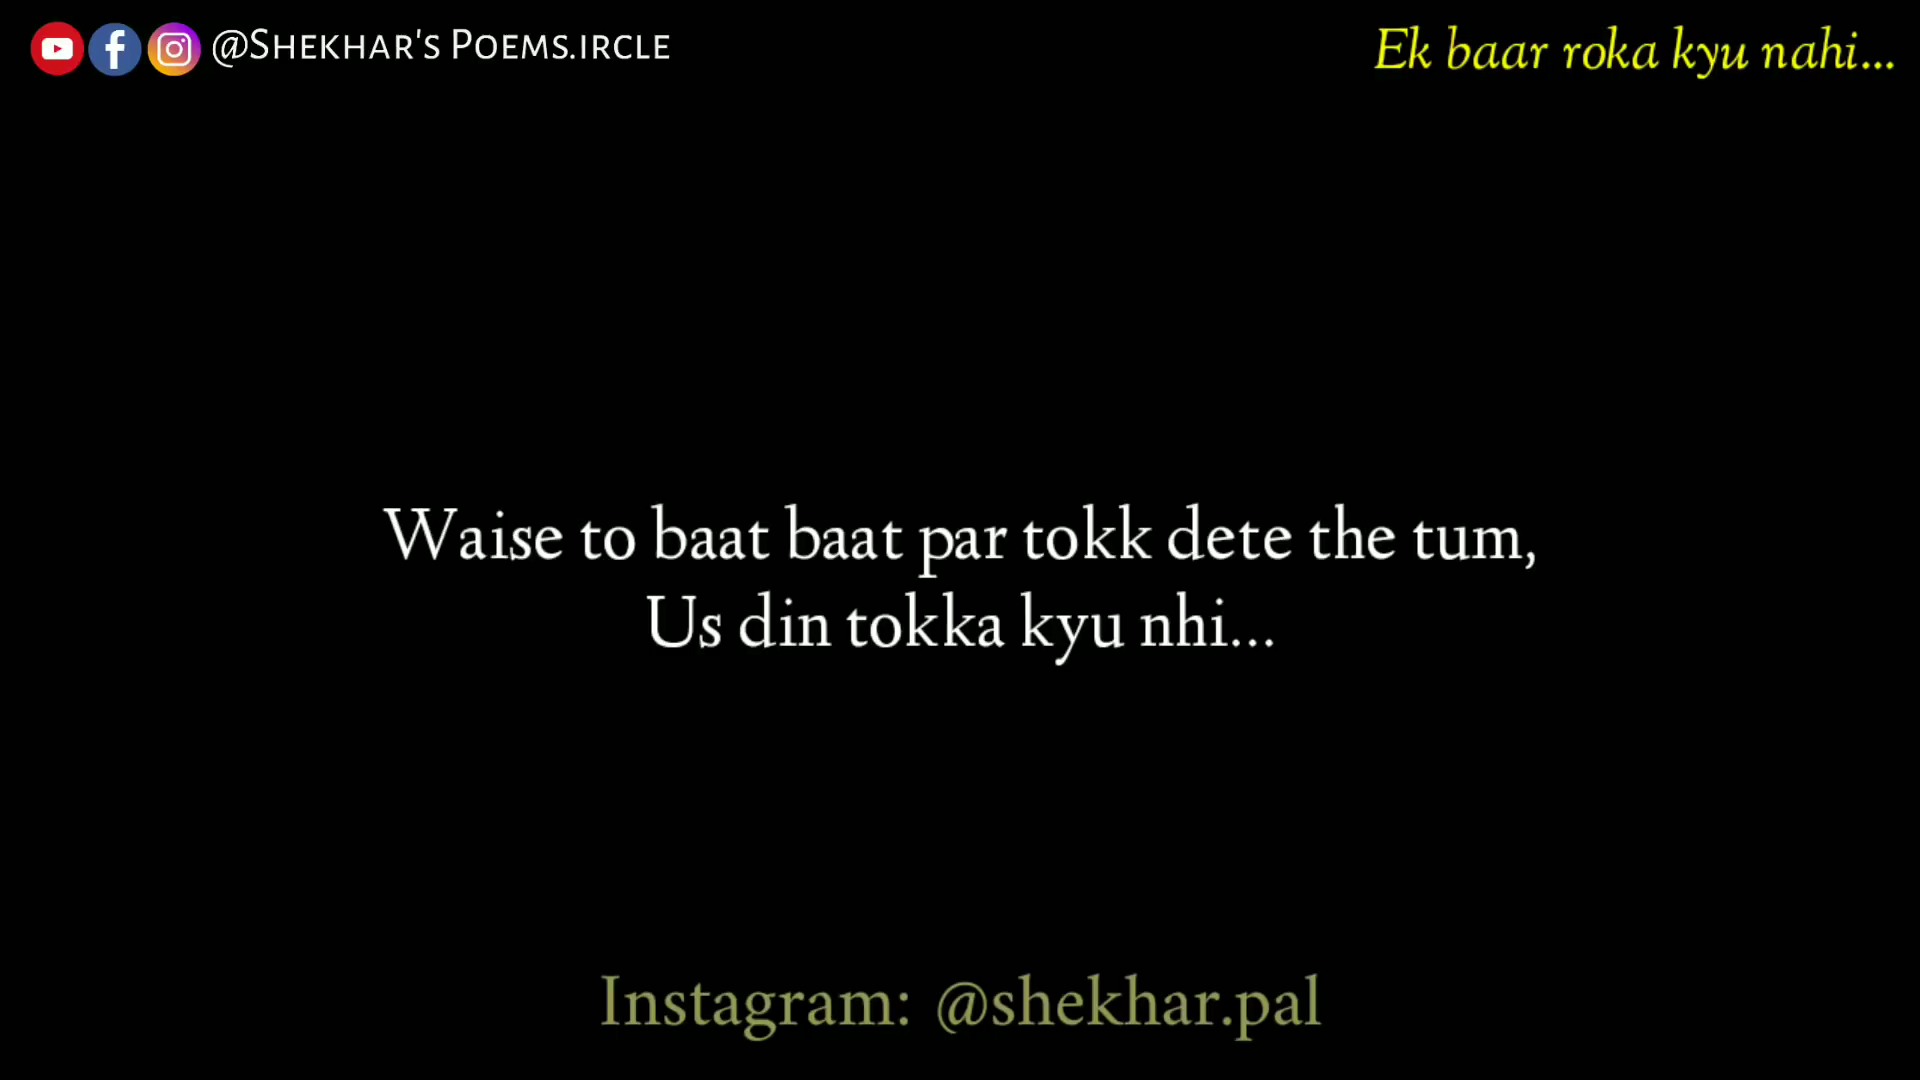 @Shekhar's Poems.ircle
Ek baar roka kyu nahi...
Waise to baat baat par tokk dete the tum,
Us din tokka kyu nhi...
Instagram: @shekhar.pal